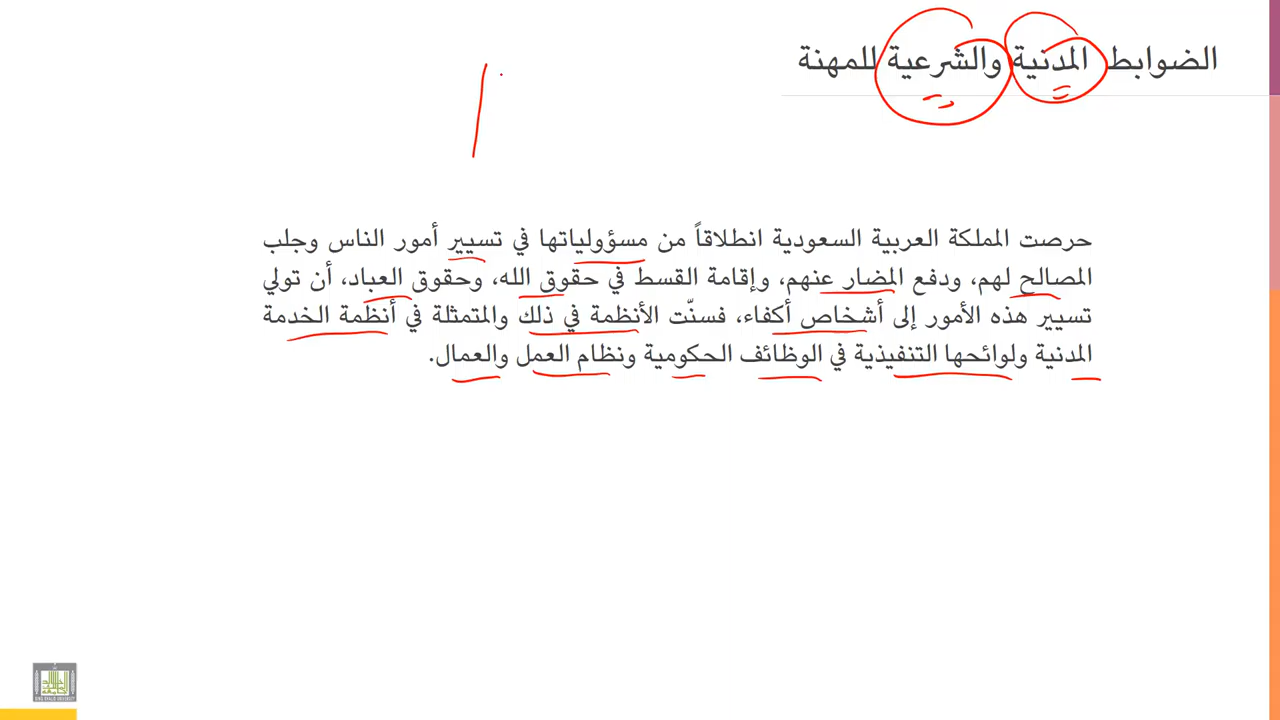 الضوابط المدنية والشرعية للمهنة
حرصت المملكة العربية السعودية انطلاقاً من مسؤولياتها في تسيير أمور الناس وجلب
المصالح لهم، ودفع المضار عنهم، وإقامة القسط في حقوق الله، وحقوق العباد، أن تولي
تسيير هذه الأمور إلى أشخاص أكفاء، فسنّت الأنظمة في ذلك والمتمثلة في أنظمة الخدمة
المدنية ولوائحها التنفيذية في الوظائف الحكومية ونظام العمل والعمال.